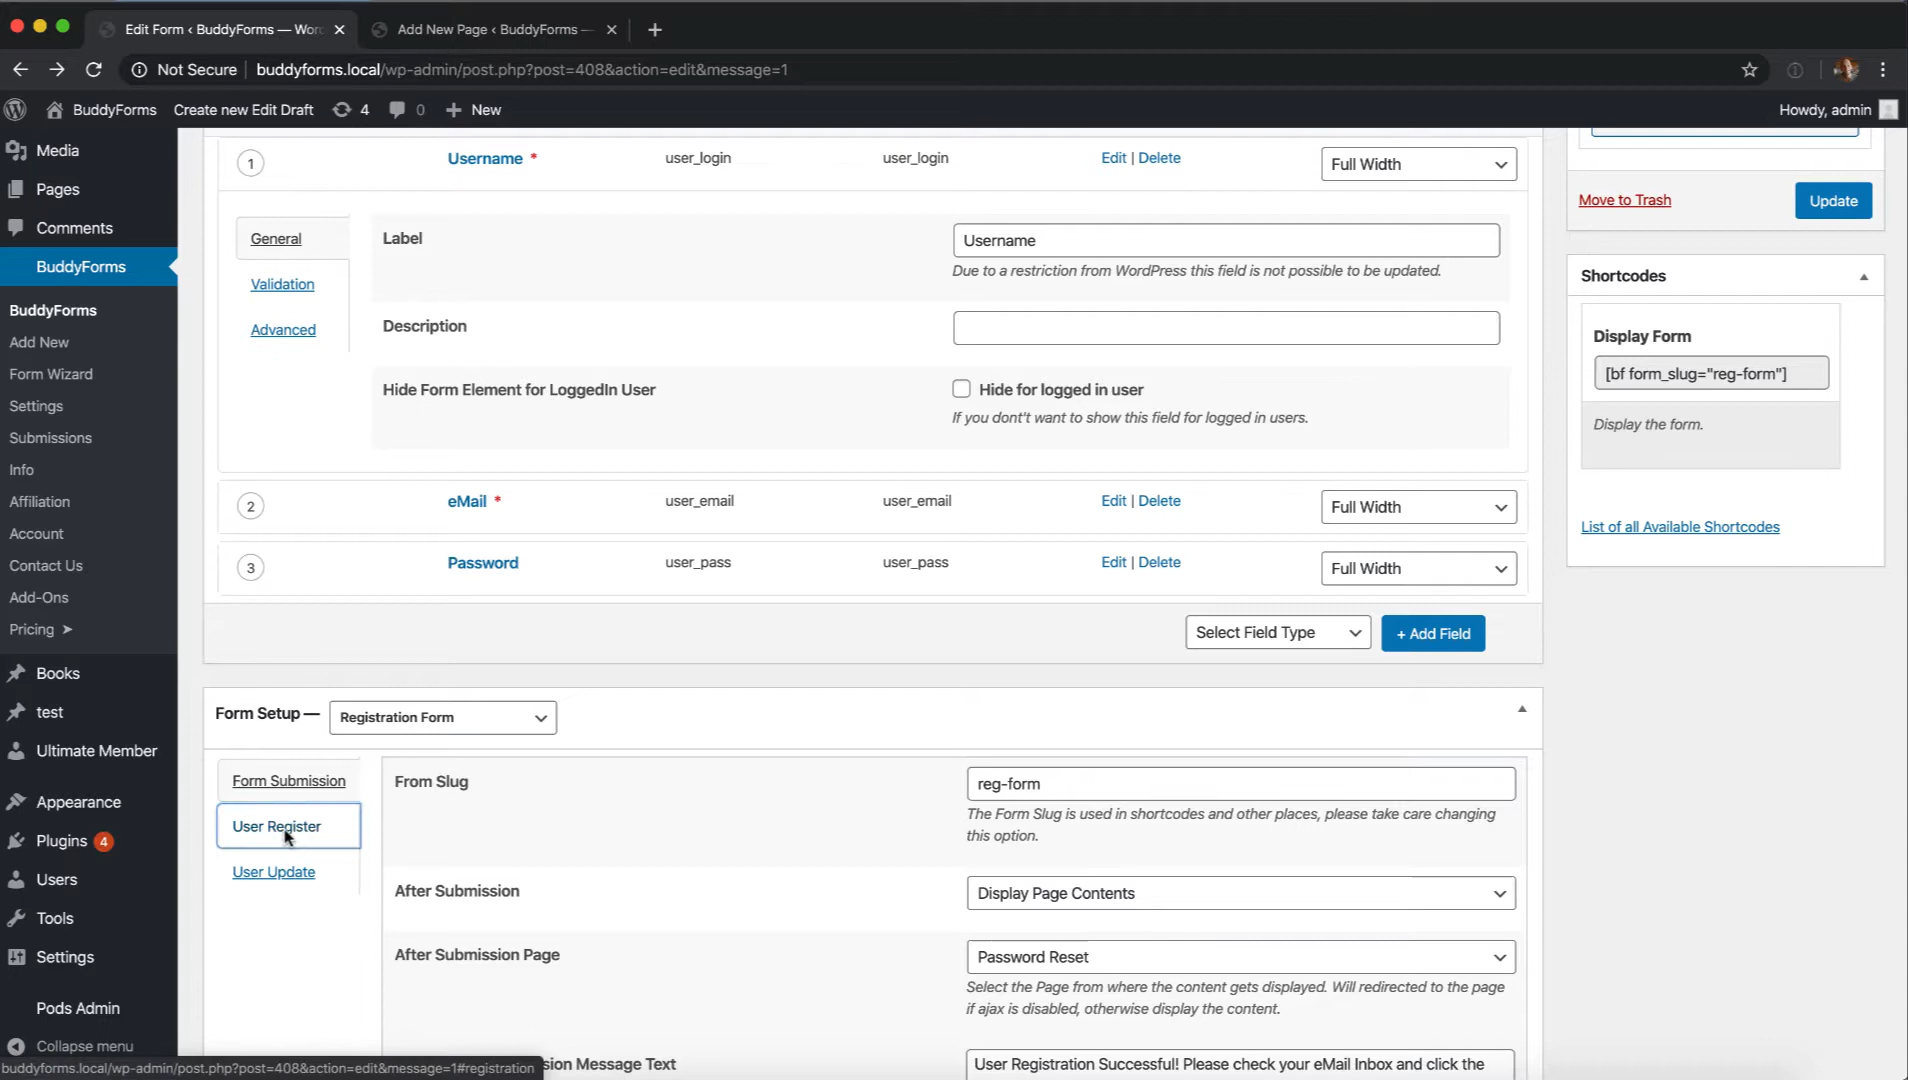 Edit Form ‹ BuddyForms — Wor
Add New Page ‹ BuddyForms —
Not Secure
buddyforms.local/wp-admin/post.php?post=408&action=edit&message=1
BuddyForms
Create new Edit Draft
4
0
New
Howdy, admin
Media
Pages
Comments
BuddyForms
BuddyForms
Add New
Form Wizard
Settings
Submissions
Info
Affiliation
Account
Contact Us
Add-Ons
Pricing ➤
Books
test
Ultimate Member
Appearance
Plugins 4
Users
Tools
Settings
Pods Admin
Collapse menu
1 Username * user_login user_login Edit | Delete Full Width
General
Validation
Advanced
Label
Username
Due to a restriction from WordPress this field is not possible to be updated.
Description
Hide Form Element for LoggedIn User
Hide for logged in user
If you don't want to show this field for logged in users.
2 eMail * user_email user_email Edit | Delete Full Width
3 Password user_pass user_pass Edit | Delete Full Width
Select Field Type
+ Add Field
Form Setup —
Registration Form
Form Submission
User Register
User Update
From Slug
reg-form
The Form Slug is used in shortcodes and other places, please take care changing
this option.
After Submission
Display Page Contents
After Submission Page
Password Reset
Select the Page from where the content gets displayed. Will redirected to the page
if ajax is disabled, otherwise display the content.
sion Message Text
User Registration Successful! Please check your eMail Inbox and click the
Move to Trash
Update
Shortcodes
Display Form
[bf form_slug="reg-form"]
Display the form.
List of all Available Shortcodes
buddyforms.local/wp-admin/post.php?post=408&action=edit&message=1#registration